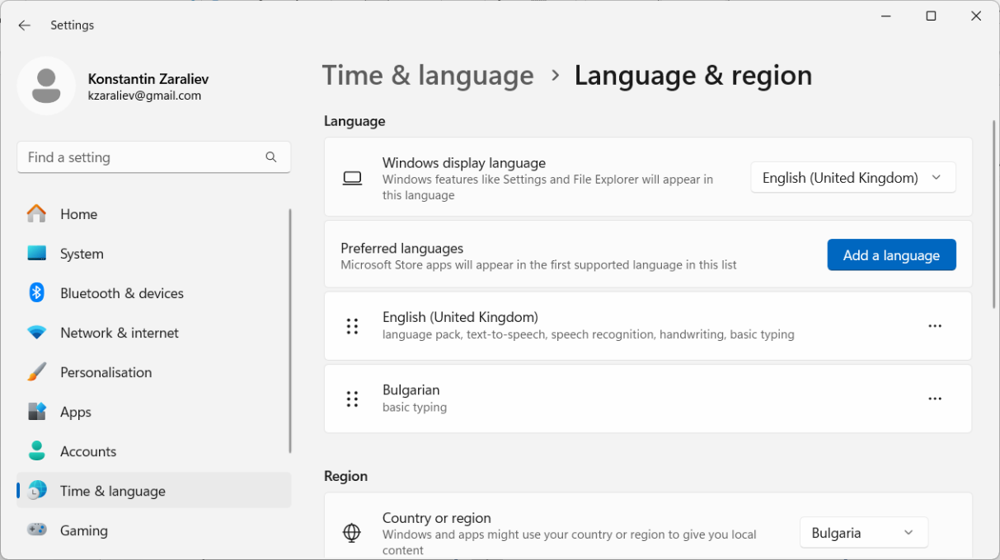 Settings
Konstantin Zaraliev
kzaraliev@gmail.com
Find a setting
Home
System
Bluetooth & devices
Network & internet
Personalisation
Apps
Accounts
Time & language
Gaming
Time & language > Language & region
Language
Windows display language
Windows features like Settings and File Explorer will appear in
this language
English (United Kingdom)
Preferred languages
Microsoft Store apps will appear in the first supported language in this list
Add a language
English (United Kingdom)
language pack, text-to-speech, speech recognition, handwriting, basic typing
Bulgarian
basic typing
Region
Country or region
Windows and apps might use your country or region to give you local
content
Bulgaria